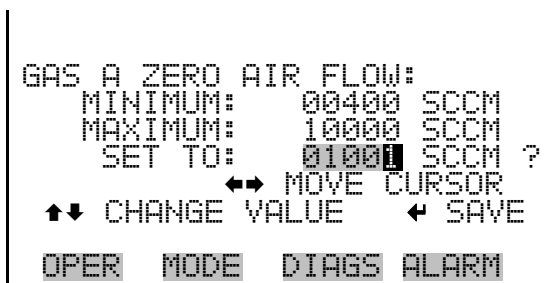 GAS A ZERO AIR FLOW:
MINIMUM: 00400 SCCM
MAXIMUM: 10000 SCCM
SET TO: 01001 SCCM ?
⬅➡ MOVE CURSOR
⬆⬇ CHANGE VALUE ↵ SAVE
OPER MODE DIAGS ALARM